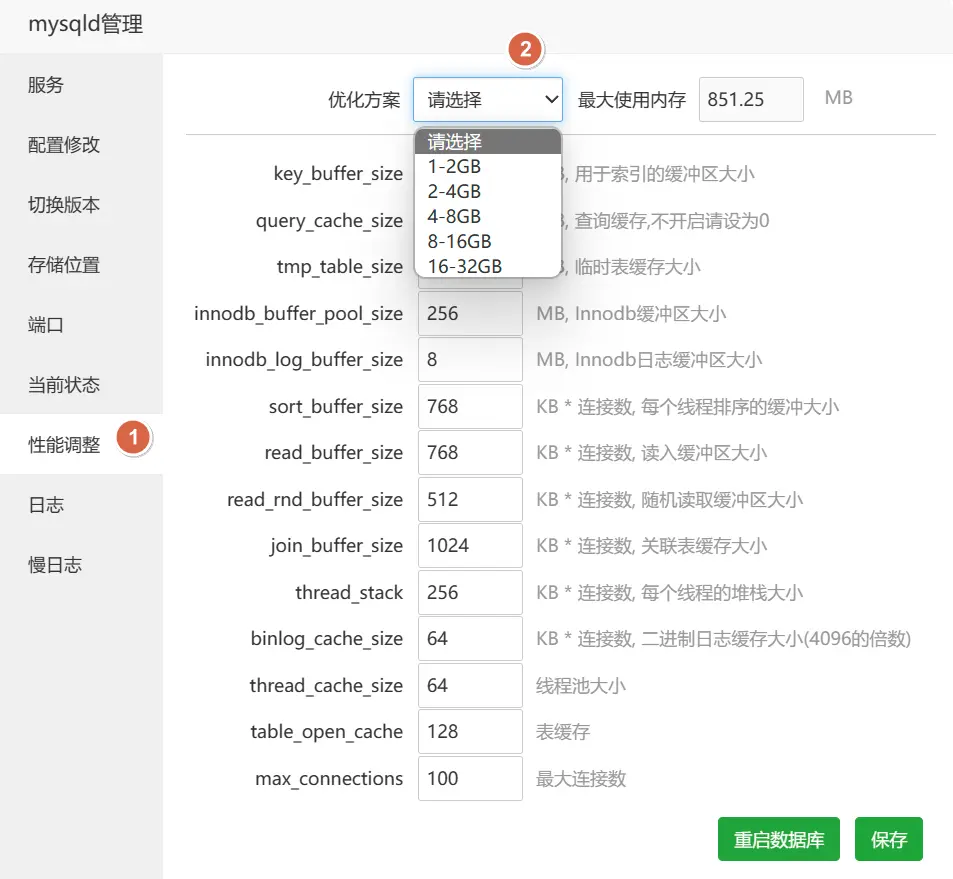 mysqld管理
服务
配置修改
切换版本
存储位置
端口
当前状态
性能调整 1
日志
慢日志
2
优化方案 请选择 最大使用内存 851.25 MB
请选择
1-2GB
2-4GB
4-8GB
8-16GB
16-32GB
key_buffer_size , 用于索引的缓冲区大小
query_cache_size , 查询缓存,不开启请设为0
tmp_table_size , 临时表缓存大小
innodb_buffer_pool_size 256 MB, Innodb缓冲区大小
innodb_log_buffer_size 8 MB, Innodb日志缓冲区大小
sort_buffer_size 768 KB * 连接数, 每个线程排序的缓冲大小
read_buffer_size 768 KB * 连接数, 读入缓冲区大小
read_rnd_buffer_size 512 KB * 连接数, 随机读取缓冲区大小
join_buffer_size 1024 KB * 连接数, 关联表缓存大小
thread_stack 256 KB * 连接数, 每个线程的堆栈大小
binlog_cache_size 64 KB * 连接数, 二进制日志缓存大小(4096的倍数)
thread_cache_size 64 线程池大小
table_open_cache 128 表缓存
max_connections 100 最大连接数
重启数据库 保存